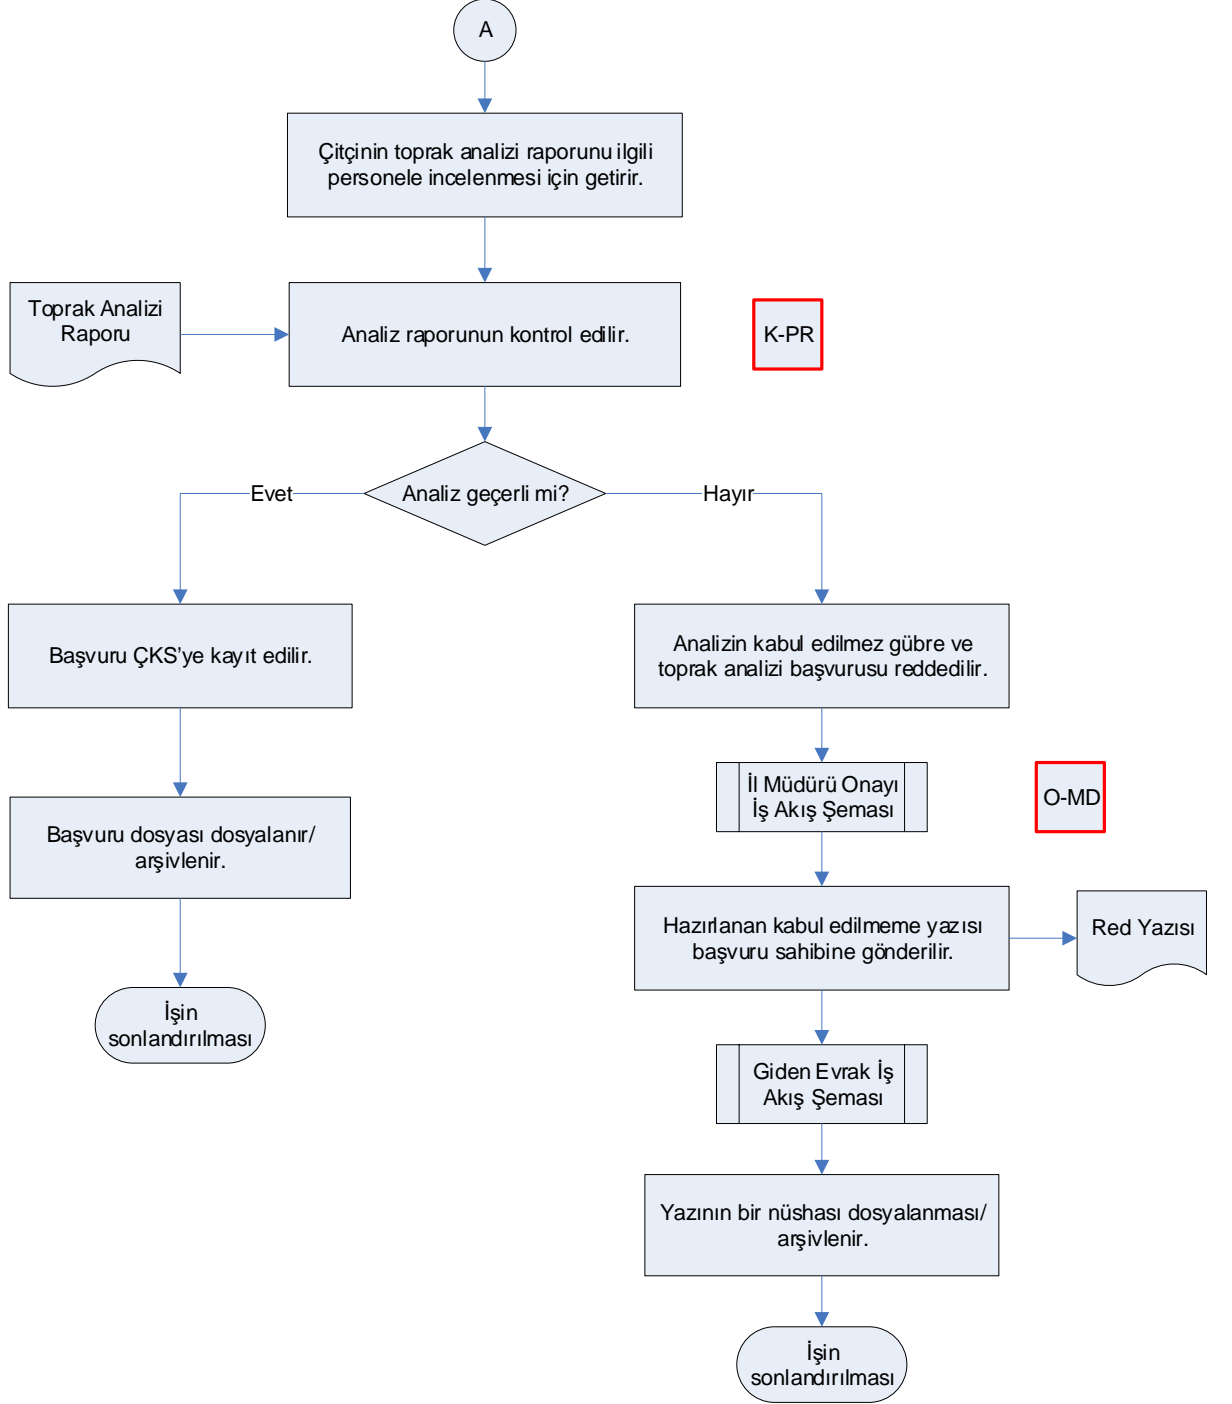 A
Çitçinin toprak analizi raporunu ilgili
personele incelenmesi için getirir.
Toprak Analizi
Raporu
Analiz raporunun kontrol edilir.
K-PR
Analiz geçerli mi?
Evet
Hayır
Başvuru ÇKS’ye kayıt edilir.
Analizin kabul edilmez gübre ve
toprak analizi başvurusu reddedilir.
İl Müdürü Onayı
İş Akış Şeması
O-MD
Başvuru dosyası dosyalanır/
arşivlenir.
Hazırlanan kabul edilmeme yazısı
başvuru sahibine gönderilir.
Red Yazısı
İşin
sonlandırılması
Giden Evrak İş
Akış Şeması
Yazının bir nüshası dosyalanması/
arşivlenir.
İşin
sonlandırılması